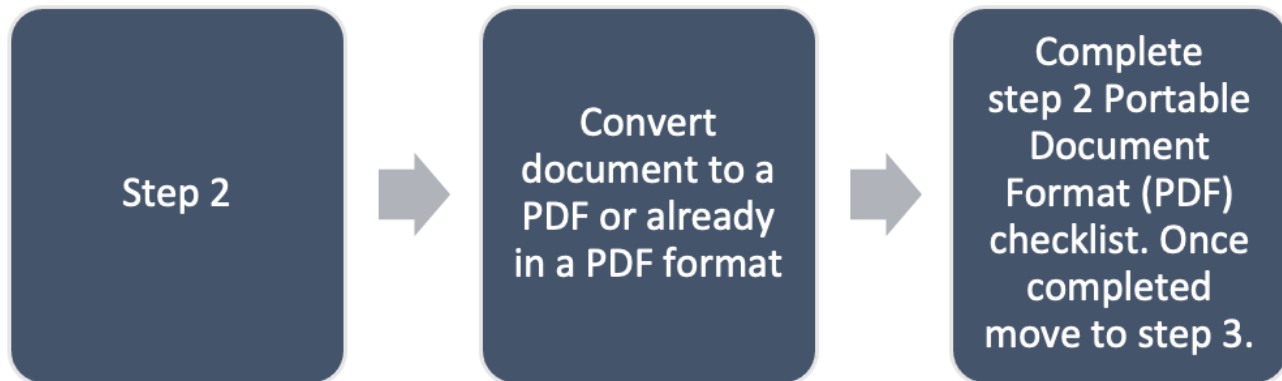 Step 2
Convert
document to a
PDF or already
in a PDF format
Complete
step 2 Portable
Document
Format (PDF)
checklist. Once
completed
move to step 3.